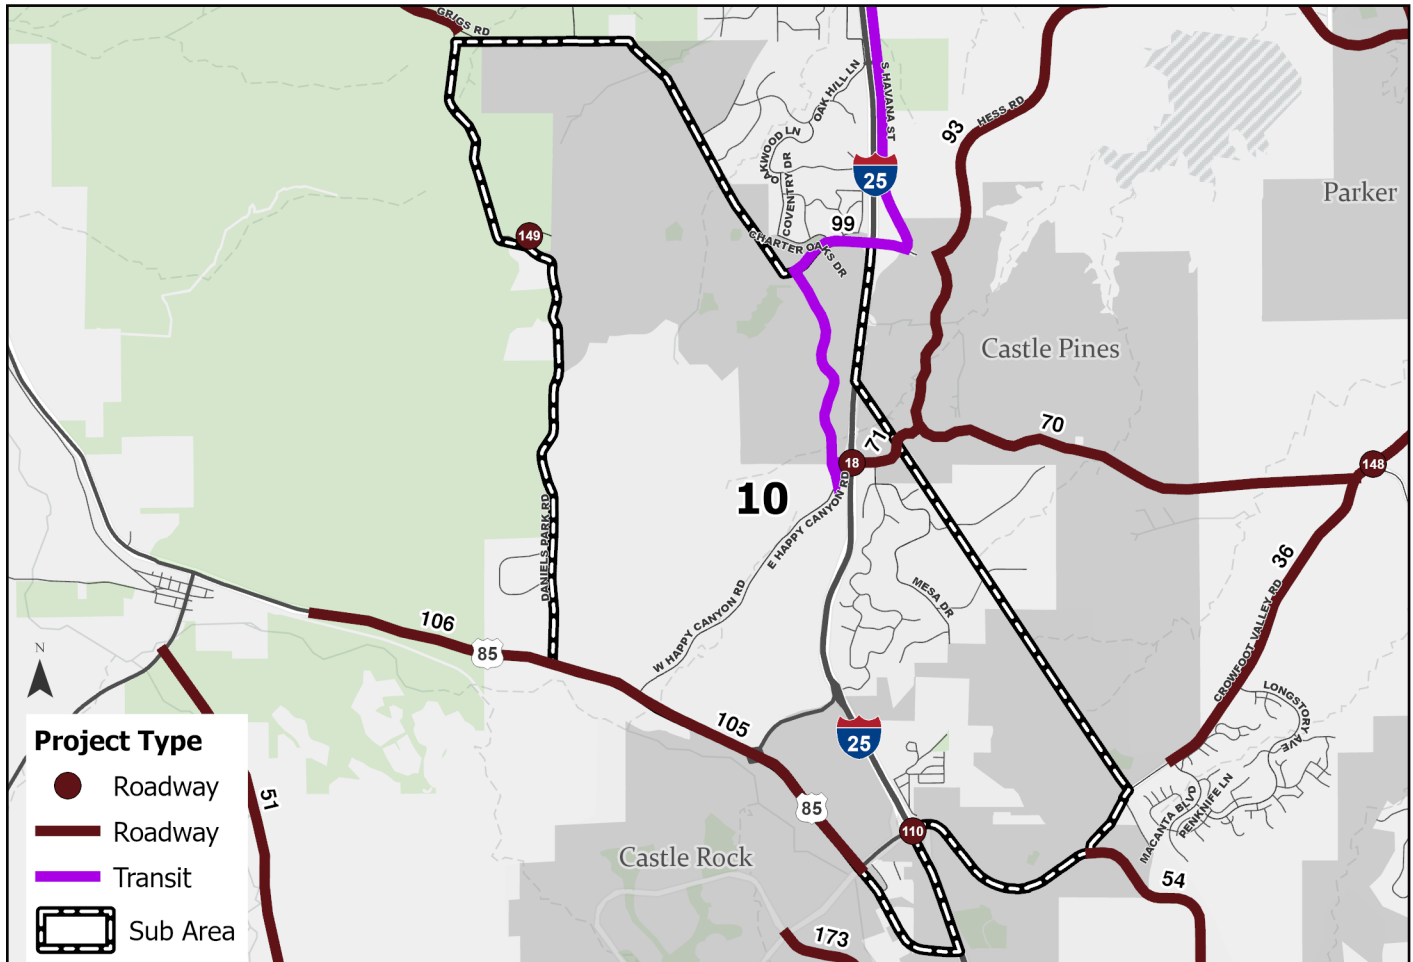 GRIGS RD
OAK HILL LN
S HAVANA ST
OAKWOOD LN
COVENTRY DR
93
HESS RD
25
Parker
99
CHARTER OAKS DR
149
Castle Pines
70
71
18
148
10
E HAPPY CANYON RD
DANIELS PARK RD
36
MESA DR
W HAPPY CANYON RD
CROWFOOT VALLEY RD
106
85
N
LONGSTORY AVE
105
25
Project Type
Roadway
Roadway
Transit
Sub Area
51
85
MACANTA BLVD
PENKNIFE LN
110
Castle Rock
54
173